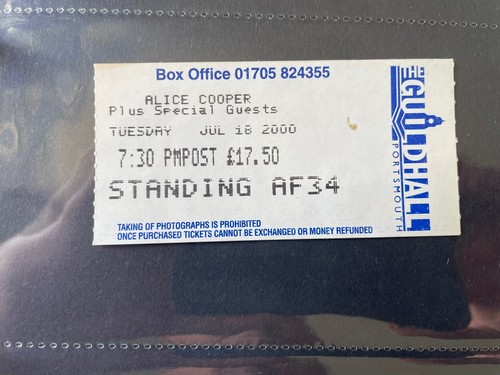 Box Office 01705 824355
ALICE COOPER
Plus Special Guests
TUESDAY JUL 18 2000
7:30 PMPOST £17.50
STANDING AF34
TAKING OF PHOTOGRAPHS IS PROHIBITED
ONCE PURCHASED TICKETS CANNOT BE EXCHANGED OR MONEY REFUNDED
THE GUILDHALL
PORTSMOUTH